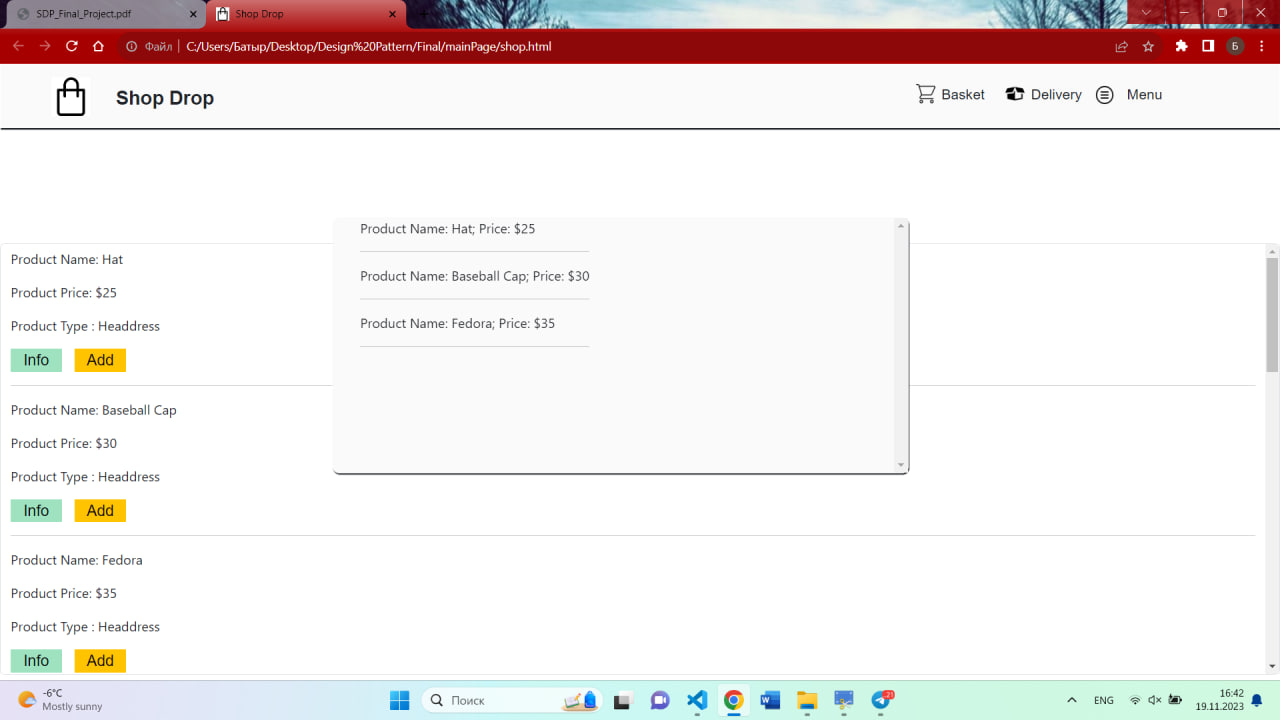 SDP_Final_Project.pdf
Shop Drop
Файл
C:/Users/Батыр/Desktop/Design%20Pattern/Final/mainPage/shop.html
Б
Shop Drop
Basket
Delivery
Menu
Product Name: Hat; Price: $25
Product Name: Baseball Cap; Price: $30
Product Name: Fedora; Price: $35
Product Name: Hat
Product Price: $25
Product Type : Headdress
Info Add
Product Name: Baseball Cap
Product Price: $30
Product Type : Headdress
Info Add
Product Name: Fedora
Product Price: $35
Product Type : Headdress
Info Add
-6°C
Mostly sunny
Поиск
21
ENG
16:42
19.11.2023